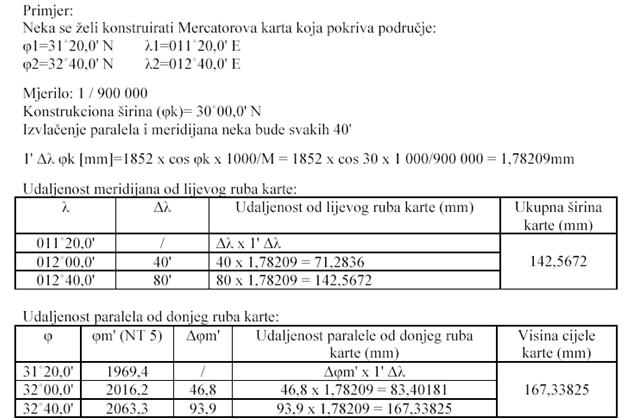 Primjer:
Neka se želi konstruirati Mercatorova karta koja pokriva područje:
φ1=31°20,0' N λ1=011°20,0' E
φ2=32°40,0' N λ2=012°40,0' E
Mjerilo: 1 / 900 000
Konstrukciona širina (φk)= 30°00,0' N
Izvlačenje paralela i meridijana neka bude svakih 40'
1' Δλ φk [mm]=1852 x cos φk x 1000/M = 1852 x cos 30 x 1 000/900 000 = 1,78209mm
Udaljenost meridijana od lijevog ruba karte:
λ Δλ Udaljenost od lijevog ruba karte (mm) Ukupna širina
karte (mm)
011°20,0' / Δλ x 1' Δλ
012°00,0' 40' 40 x 1,78209 = 71,2836 142,5672
012°40,0' 80' 80 x 1,78209 = 142,5672
Udaljenost paralela od donjeg ruba karte:
φ φm' (NT 5) Δφm' Udaljenost paralele od donjeg ruba Visina cijele
karte (mm) karte (mm)
31°20,0' 1969,4 / Δφm' x 1' Δλ
32°00,0' 2016,2 46,8 46,8 x 1,78209 = 83,40181 167,33825
32°40,0' 2063,3 93,9 93,9 x 1,78209 = 167,33825